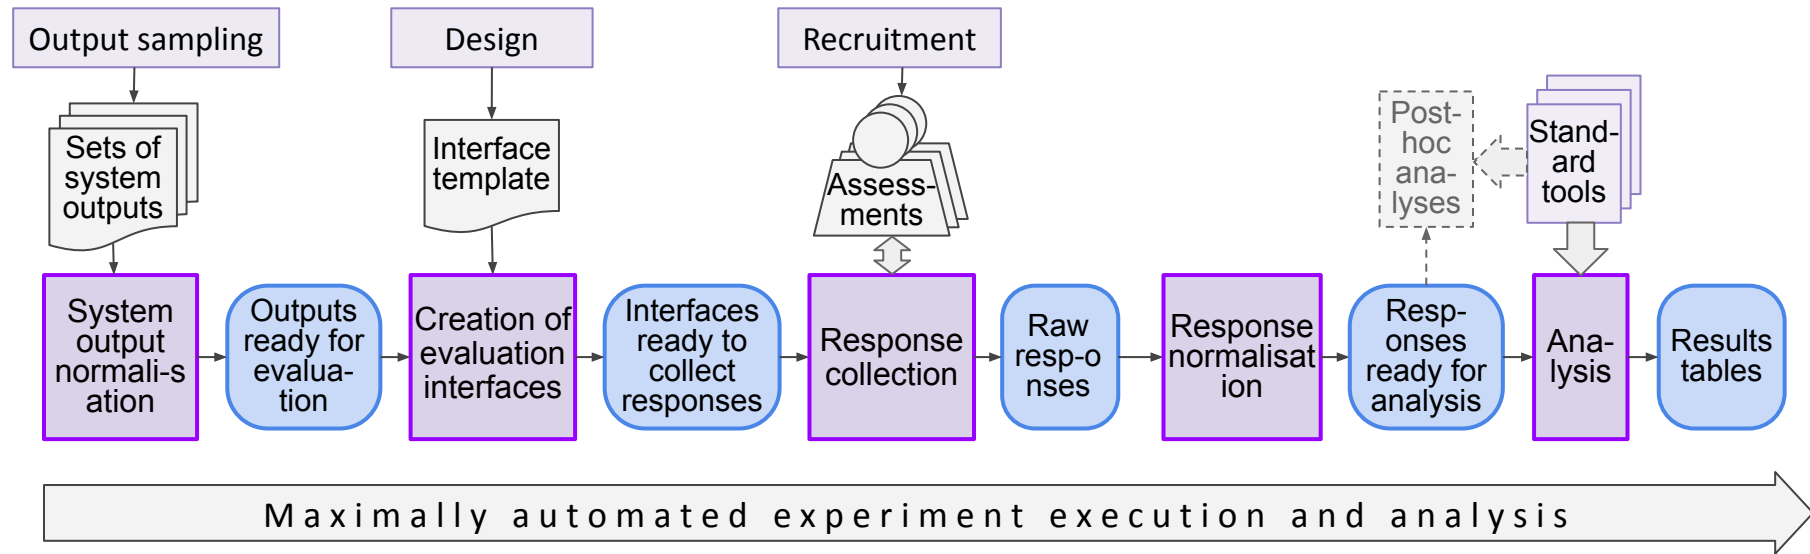 Output sampling
Design
Recruitment
Sets of
system
outputs
Interface
template
Assess-
ments
Post-
hoc
ana-
lyses
Stand-
ard
tools
System
output
normali-s
ation
Outputs
ready for
evalua-
tion
Creation of
evaluation
interfaces
Interfaces
ready to
collect
responses
Response
collection
Raw
resp-o
nses
Response
normalisat
ion
Resp-
onses
ready for
analysis
Ana-
lysis
Results
tables
Maximally automated experiment execution and analysis